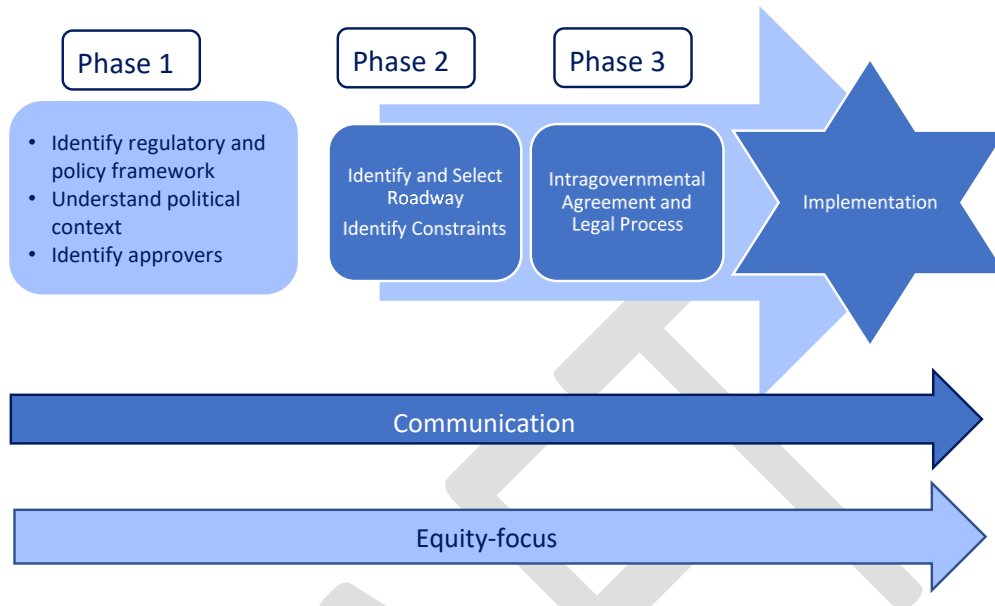 Phase 1
Phase 2
Phase 3
• Identify regulatory and
policy framework
• Understand political
context
• Identify approvers
Identify and Select
Roadway
Identify Constraints
Intragovernmental
Agreement and
Legal Process
Implementation
Communication
Equity-focus